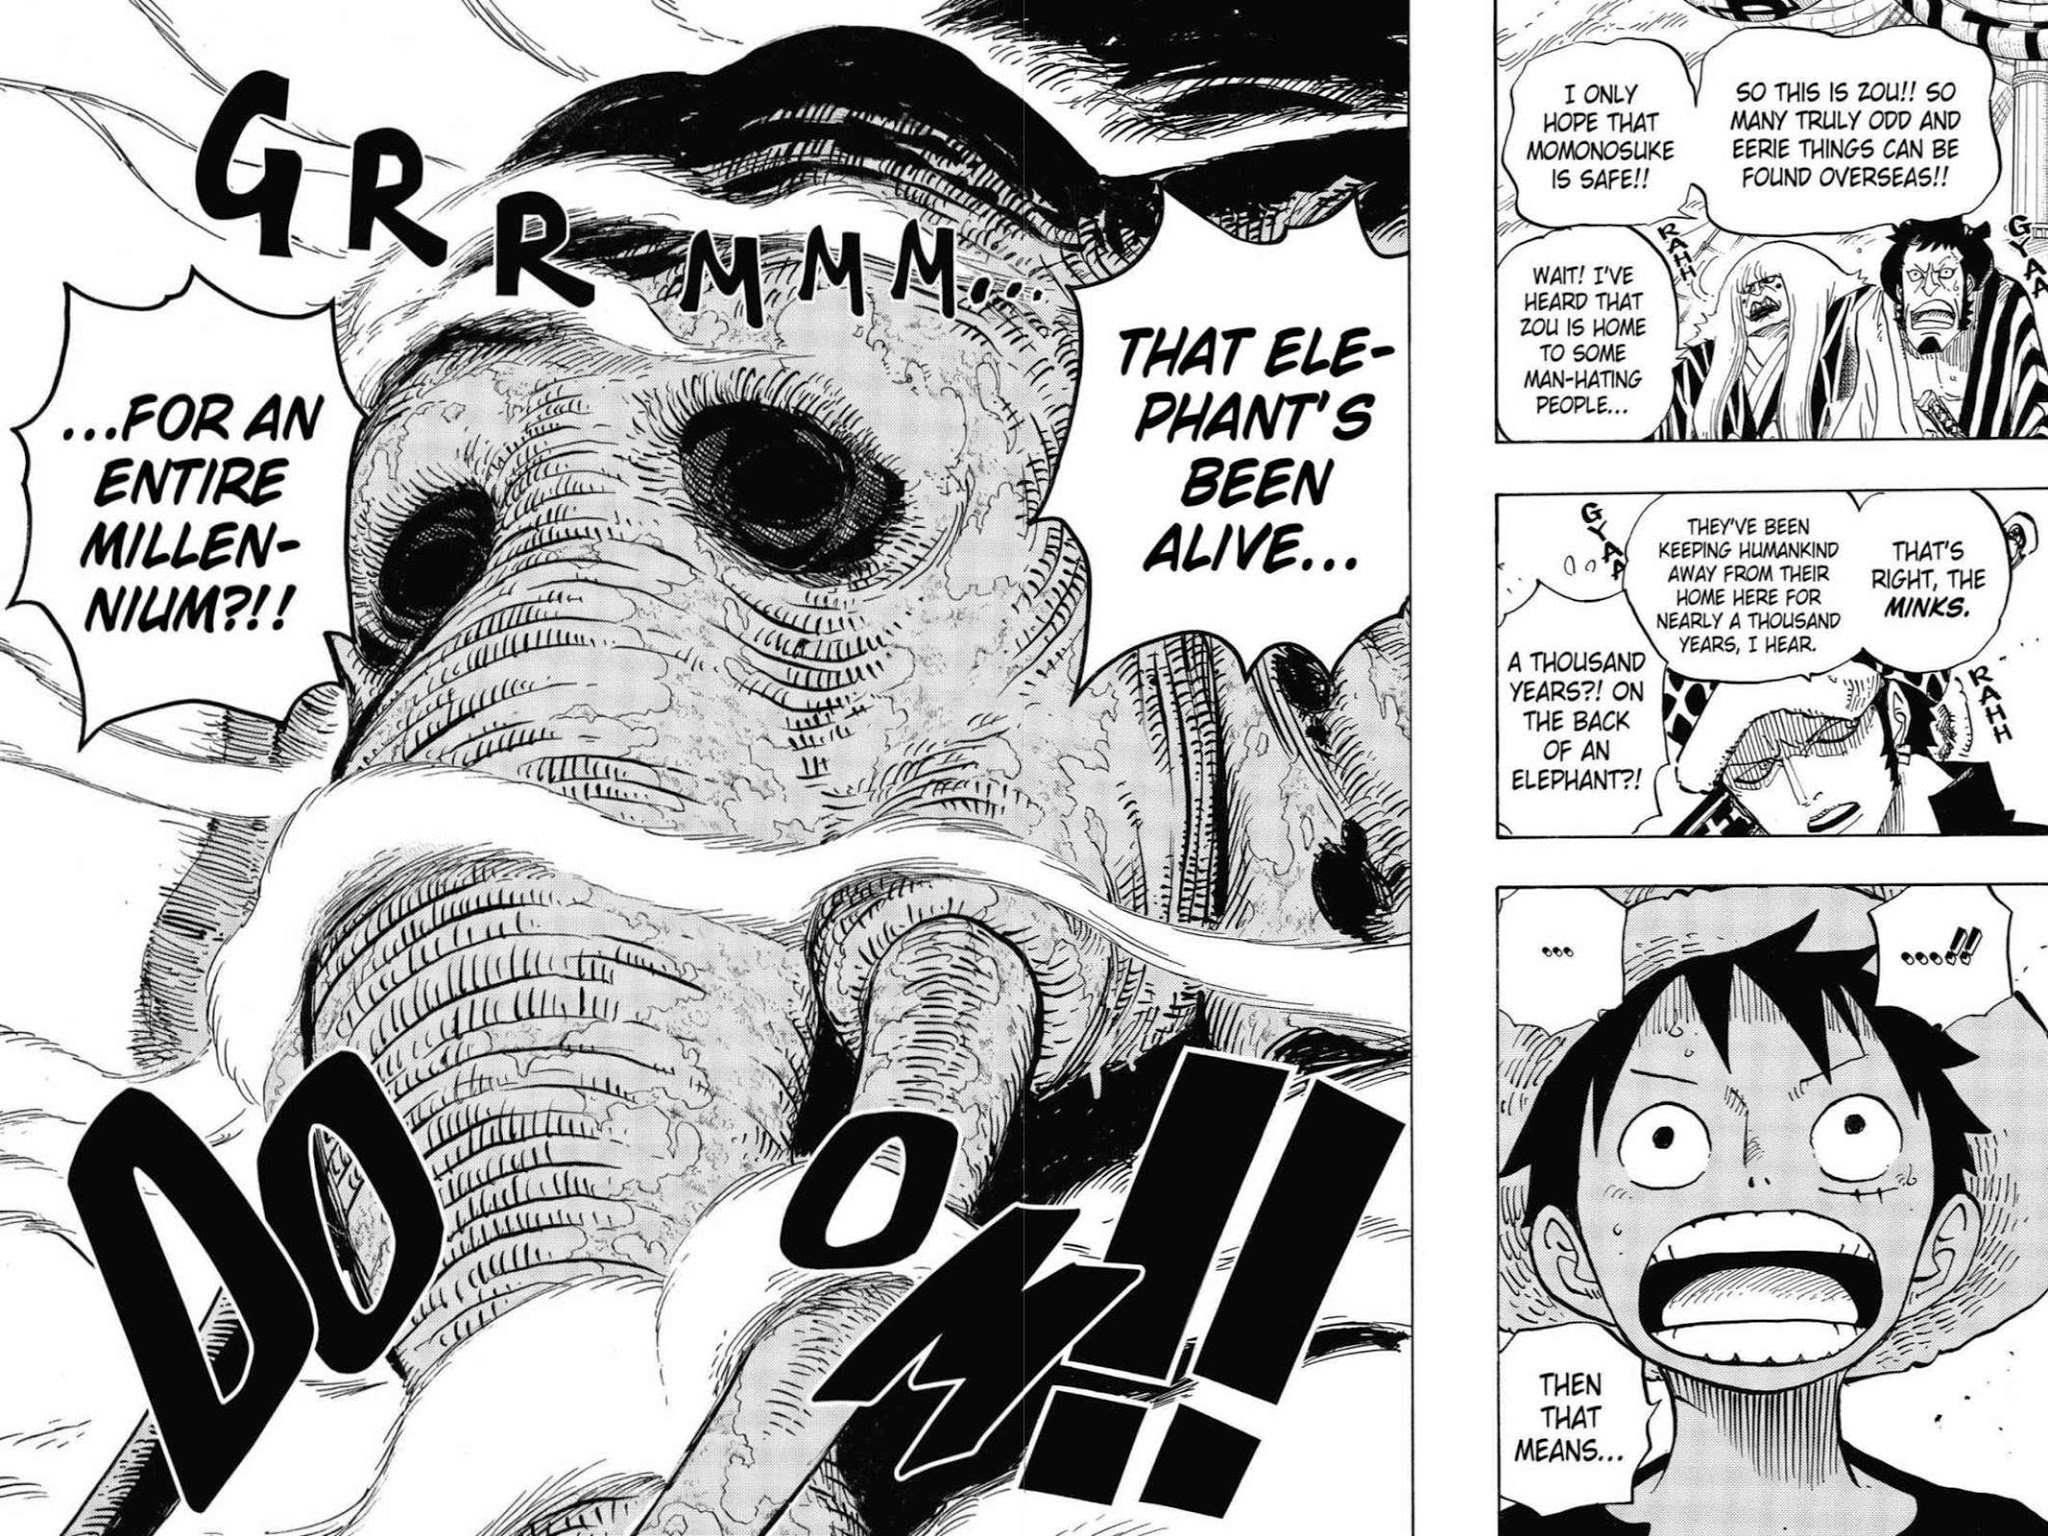 SO THIS IS ZOU!! SO
MANY TRULY ODD AND
EERIE THINGS CAN BE
FOUND OVERSEAS!!
I ONLY
HOPE THAT
MOMONOSUKE
IS SAFE!!
GYAA
RAHH
WAIT! I'VE
HEARD THAT
ZOU IS HOME
TO SOME
MAN-HATING
PEOPLE...
THAT'S
RIGHT, THE
MINKS.
THEY'VE BEEN
KEEPING HUMANKIND
AWAY FROM THEIR
HOME HERE FOR
NEARLY A THOUSAND
YEARS, I HEAR.
GYAA
RAHH
A THOUSAND
YEARS?! ON
THE BACK
OF AN
ELEPHANT?!
....!!
...
THEN
THAT
MEANS...
THAT ELE-
PHANT'S
BEEN
ALIVE...
GRRMMM...
...FOR AN
ENTIRE
MILLEN-
NIUM?!!
DOOM!!